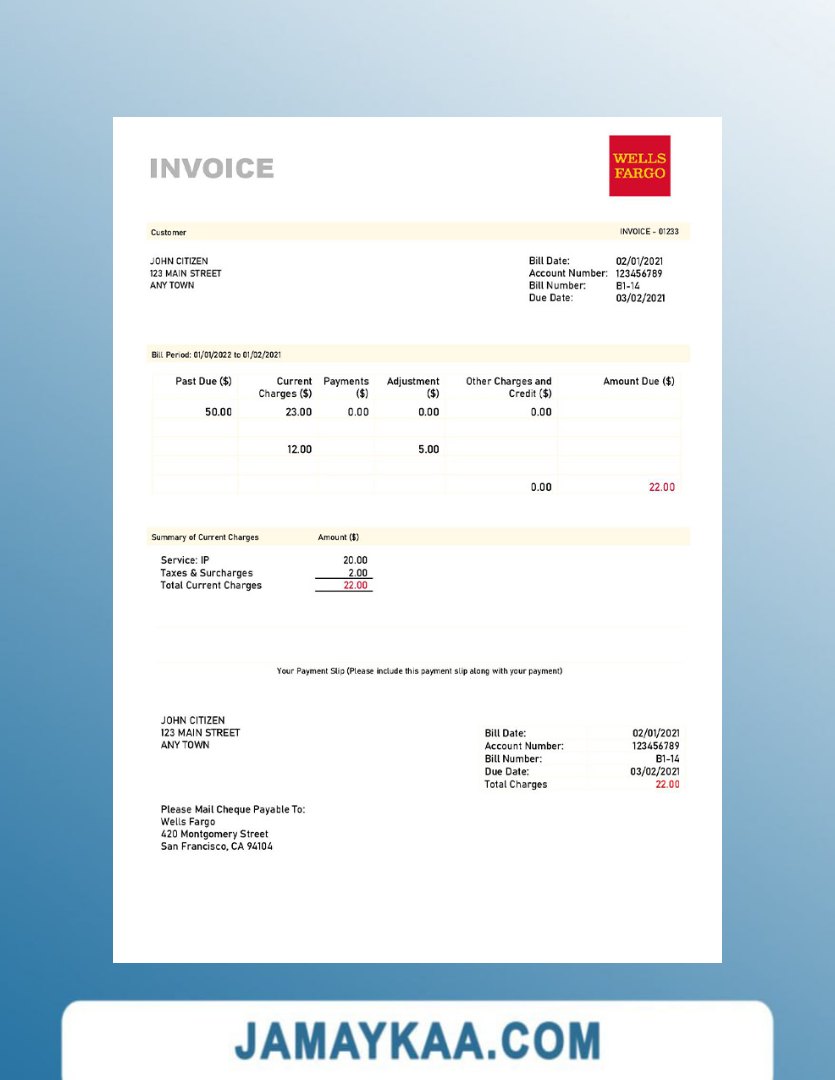 INVOICE
WELLS
FARGO
Customer INVOICE - 01233
JOHN CITIZEN
123 MAIN STREET
ANY TOWN
Bill Date: 02/01/2021
Account Number: 123456789
Bill Number: B1-14
Due Date: 03/02/2021
Bill Period: 01/01/2022 to 01/02/2021
Past Due ($) Current Charges ($) Payments ($) Adjustment ($) Other Charges and Credit ($) Amount Due ($)
50.00 23.00 0.00 0.00 0.00
12.00 5.00
0.00 22.00
Summary of Current Charges Amount ($)
Service: IP 20.00
Taxes & Surcharges 2.00
Total Current Charges 22.00
Your Payment Slip (Please include this payment slip along with your payment)
JOHN CITIZEN
123 MAIN STREET
ANY TOWN
Bill Date: 02/01/2021
Account Number: 123456789
Bill Number: B1-14
Due Date: 03/02/2021
Total Charges 22.00
Please Mail Cheque Payable To:
Wells Fargo
420 Montgomery Street
San Francisco, CA 94104
JAMAYKAA.COM